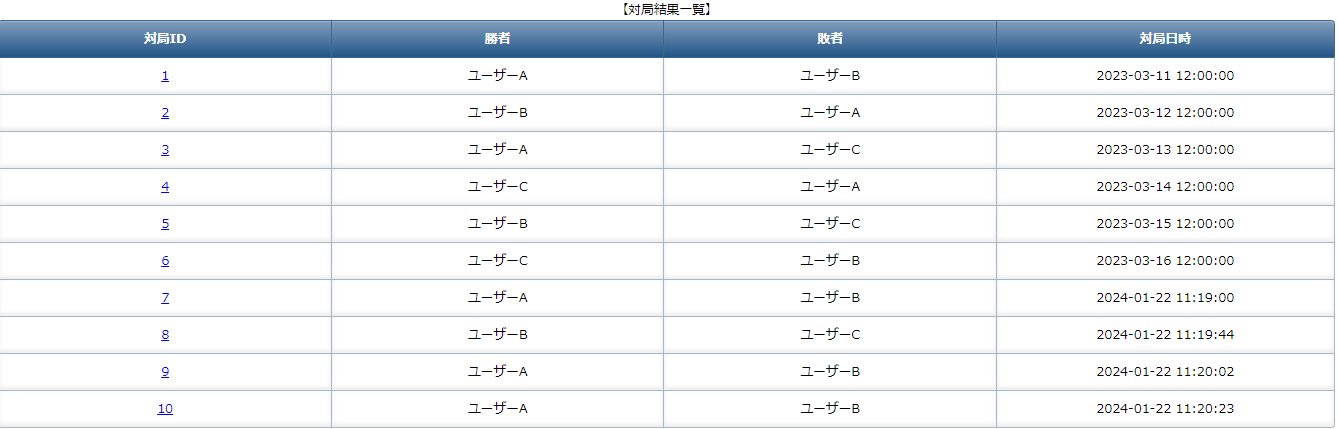 【対局結果一覧】
対局ID 勝者 敗者 対局日時
1 ユーザーA ユーザーB 2023-03-11 12:00:00
2 ユーザーB ユーザーA 2023-03-12 12:00:00
3 ユーザーA ユーザーC 2023-03-13 12:00:00
4 ユーザーC ユーザーA 2023-03-14 12:00:00
5 ユーザーB ユーザーC 2023-03-15 12:00:00
6 ユーザーC ユーザーB 2023-03-16 12:00:00
7 ユーザーA ユーザーB 2024-01-22 11:19:00
8 ユーザーB ユーザーC 2024-01-22 11:19:44
9 ユーザーA ユーザーB 2024-01-22 11:20:02
10 ユーザーA ユーザーB 2024-01-22 11:20:23